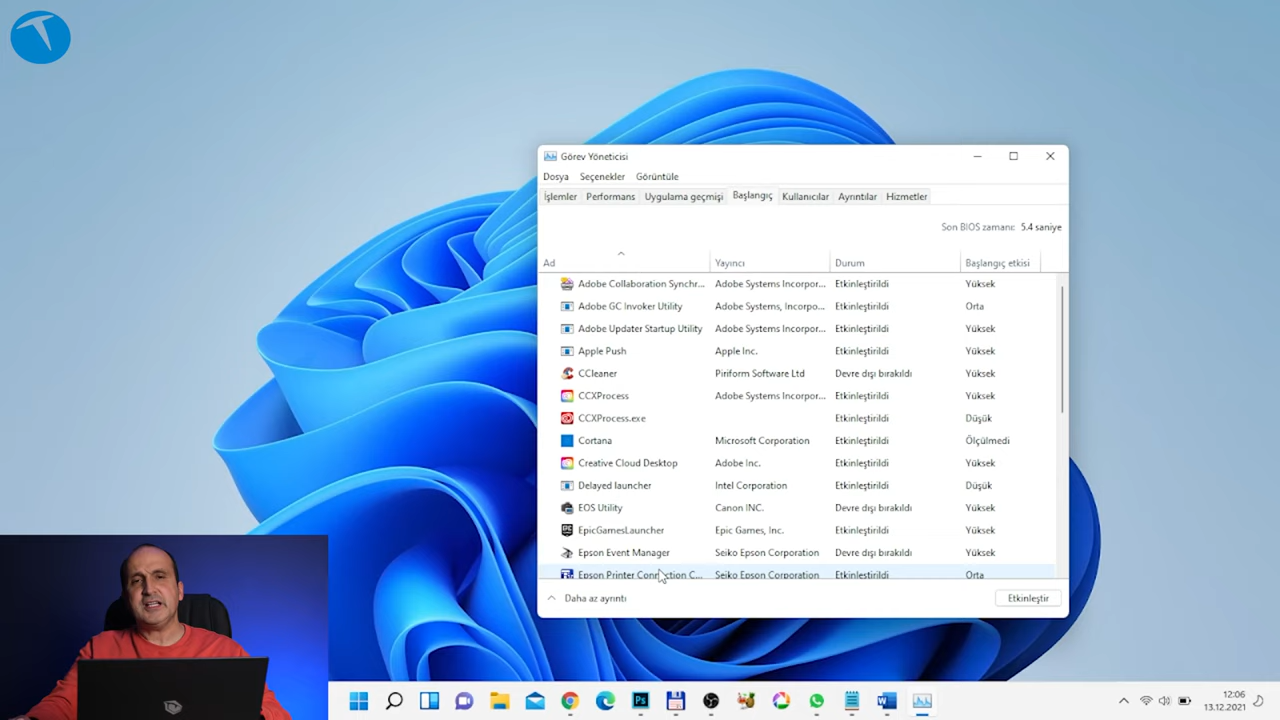 Görev Yöneticisi
Dosya Seçenekler Görüntüle
İşlemler Performans Uygulama geçmişi Başlangıç Kullanıcılar Ayrıntılar Hizmetler
Son BIOS zamanı: 5.4 saniye
Ad Yayıncı Durum Başlangıç etkisi
Adobe Collaboration Synchr... Adobe Systems Incorpor... Etkinleştirildi Yüksek
Adobe GC Invoker Utility Adobe Systems, Incorpo... Etkinleştirildi Orta
Adobe Updater Startup Utility Adobe Systems Incorpor... Etkinleştirildi Yüksek
Apple Push Apple Inc. Etkinleştirildi Yüksek
CCleaner Piriform Software Ltd Devre dışı bırakıldı Yüksek
CCXProcess Adobe Systems Incorpor... Etkinleştirildi Yüksek
CCXProcess.exe Etkinleştirildi Düşük
Cortana Microsoft Corporation Etkinleştirildi Ölçülmedi
Creative Cloud Desktop Adobe Inc. Etkinleştirildi Yüksek
Delayed launcher Intel Corporation Etkinleştirildi Düşük
EOS Utility Canon INC. Devre dışı bırakıldı Yüksek
EpicGamesLauncher Epic Games, Inc. Etkinleştirildi Yüksek
Epson Event Manager Seiko Epson Corporation Devre dışı bırakıldı Yüksek
Epson Printer Connection C... Seiko Epson Corporation Etkinleştirildi Orta
Daha az ayrıntı Etkinleştir
12:06
13.12.2021